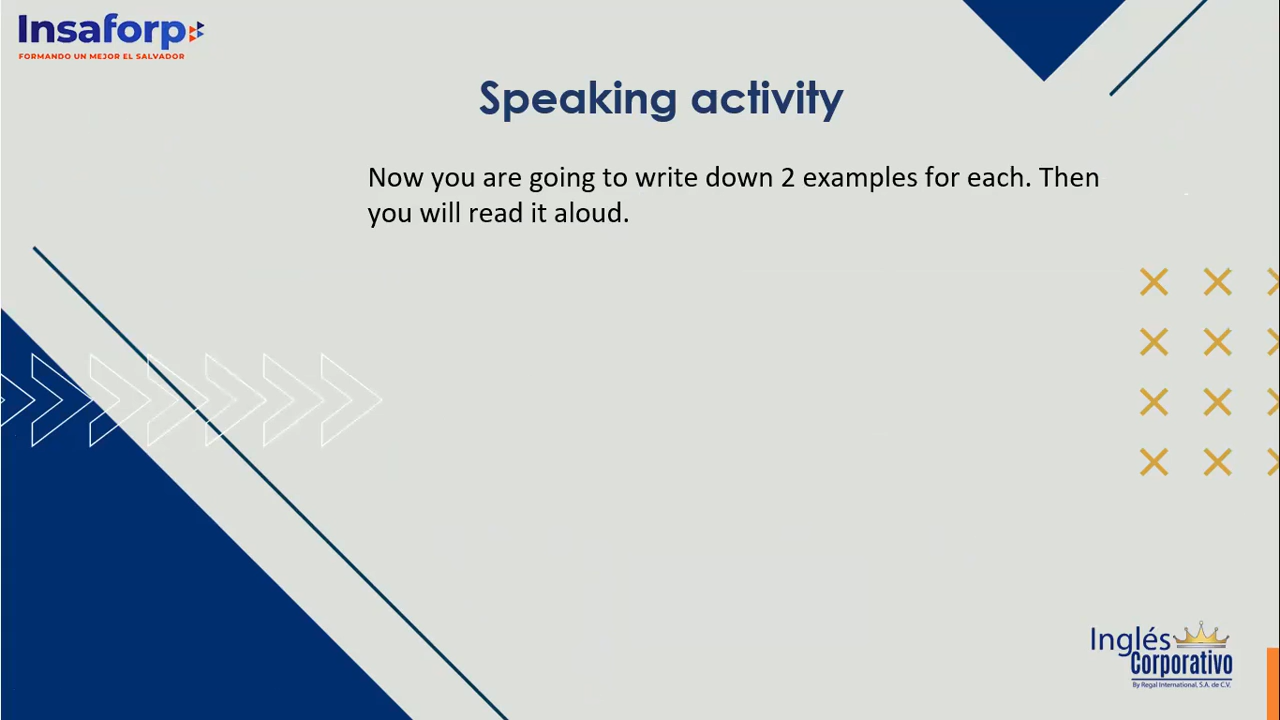 Insaforp
FORMANDO UN MEJOR EL SALVADOR
Speaking activity
Now you are going to write down 2 examples for each. Then
you will read it aloud.
Inglés
Corporativo
By Regal International, S.A. de C.V.